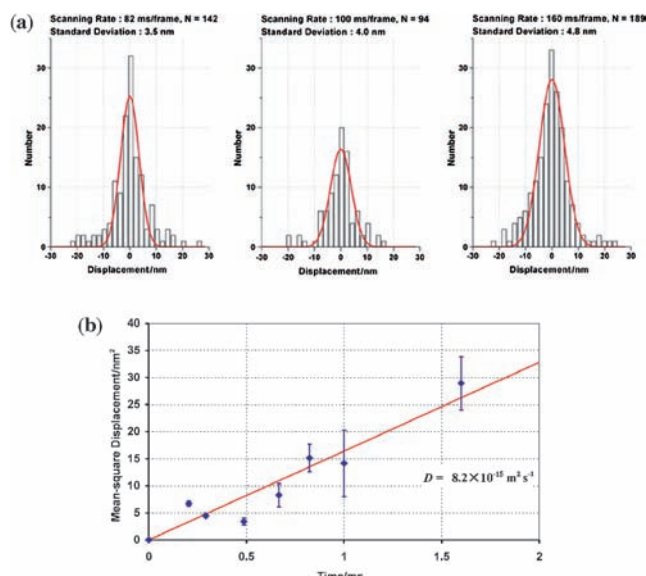 (a)
Scanning Rate : 82 ms/frame, N = 142
Standard Deviation : 3.5 nm
Scanning Rate : 100 ms/frame, N = 94
Standard Deviation : 4.0 nm
Scanning Rate : 160 ms/frame, N = 189
Standard Deviation : 4.8 nm
Number
30
20
10
0
-30 -20 -10 0 10 20 30
Displacement/nm
Number
30
20
10
0
-30 -20 -10 0 10 20 30
Displacement/nm
Number
30
20
10
0
-30 -20 -10 0 10 20 30
Displacement/nm
(b)
Mean-square Displacement/nm²
40
35
30
25
20
15
10
5
0
D = 8.2×10⁻¹⁵ m² s⁻¹
0 0.5 1 1.5 2